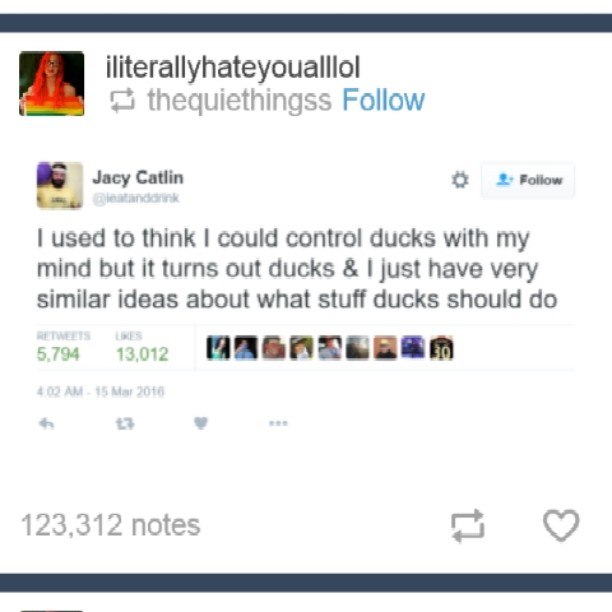 iliterallyhateyoualllol
thequiethingss Follow
Jacy Catlin
@ieatanddrink
Follow
I used to think I could control ducks with my
mind but it turns out ducks & I just have very
similar ideas about what stuff ducks should do
RETWEETS LIKES
5,794 13,012
30
4:02 AM - 15 Mar 2016
123,312 notes